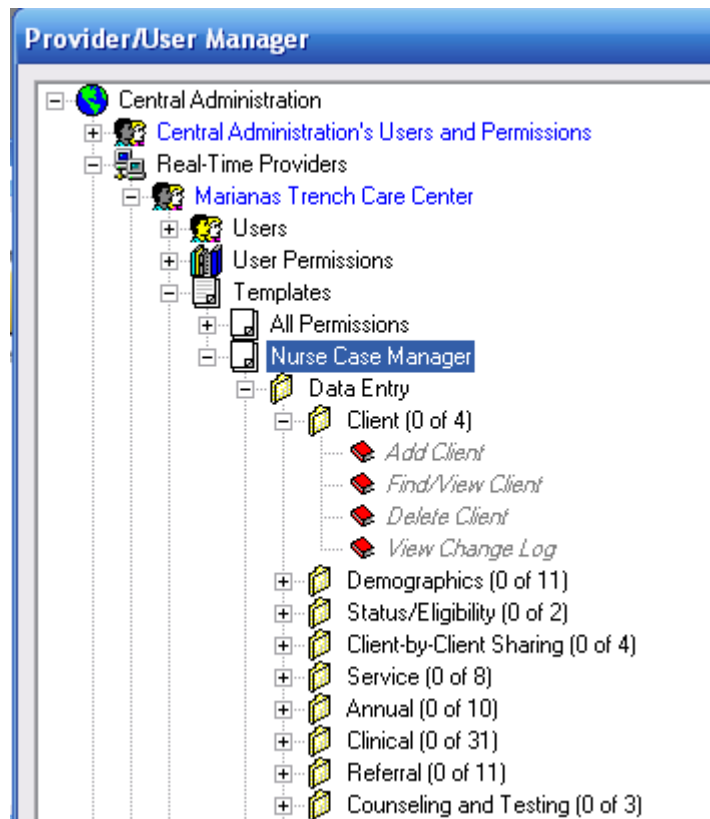 Provider/User Manager
Central Administration
Central Administration's Users and Permissions
Real-Time Providers
Marianas Trench Care Center
Users
User Permissions
Templates
All Permissions
Nurse Case Manager
Data Entry
Client (0 of 4)
Add Client
Find/View Client
Delete Client
View Change Log
Demographics (0 of 11)
Status/Eligibility (0 of 2)
Client-by-Client Sharing (0 of 4)
Service (0 of 8)
Annual (0 of 10)
Clinical (0 of 31)
Referral (0 of 11)
Counseling and Testing (0 of 3)